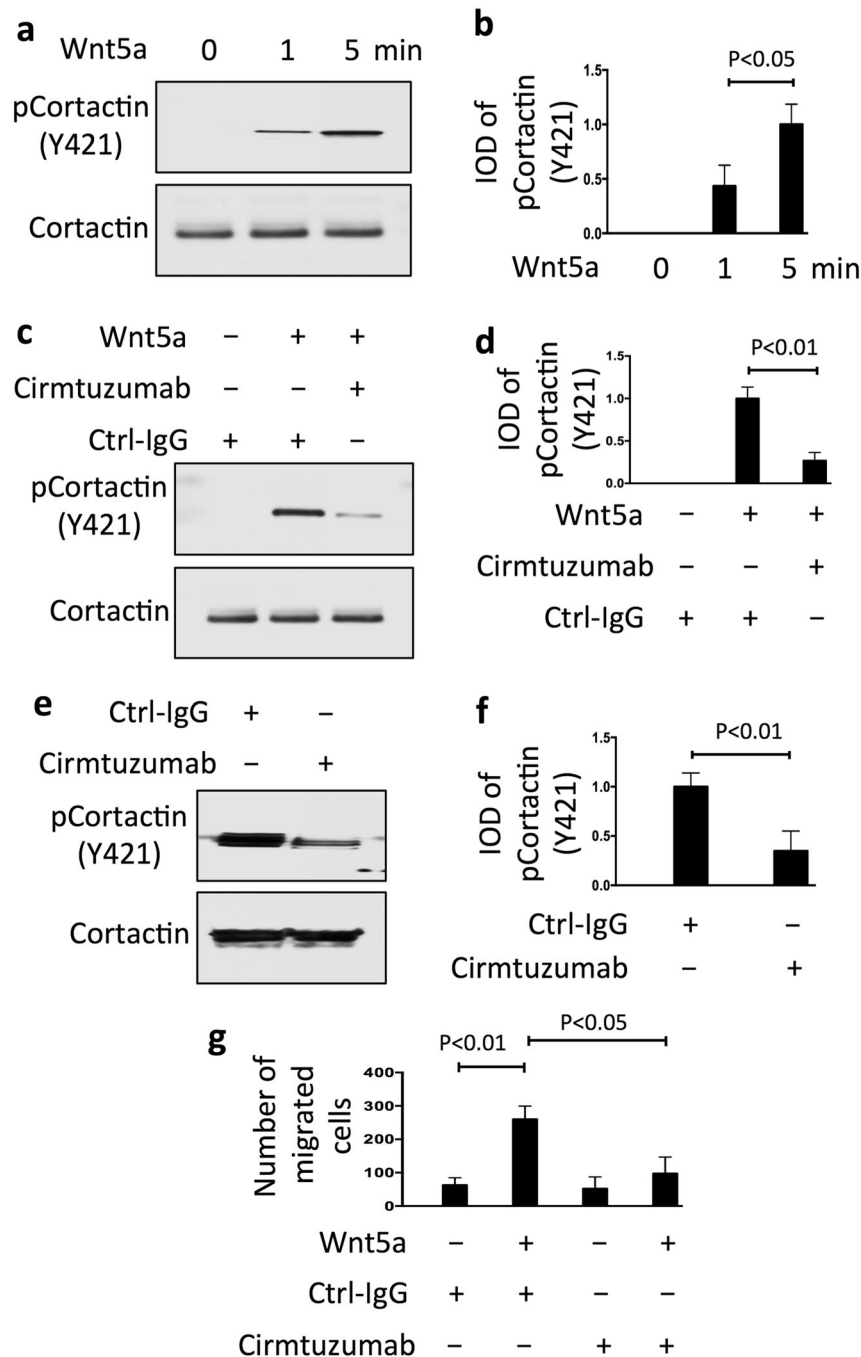 a
Wnt5a 0 1 5 min
pCortactin
(Y421)
Cortactin
b
P<0.05
IOD of
pCortactin
(Y421)
1.5
1.0
0.5
0.0
Wnt5a 0 1 5 min
c
Wnt5a – + +
Cirmtuzumab – – +
Ctrl-IgG + + –
pCortactin
(Y421)
Cortactin
d
P<0.01
IOD of
pCortactin
(Y421)
1.5
1.0
0.5
0.0
Wnt5a – + +
Cirmtuzumab – – +
Ctrl-IgG + + –
e
Ctrl-IgG + –
Cirmtuzumab – +
pCortactin
(Y421)
Cortactin
f
P<0.01
IOD of
pCortactin
(Y421)
1.5
1.0
0.5
0.0
Ctrl-IgG + –
Cirmtuzumab – +
g
P<0.01
P<0.05
Number of
migrated
cells
400
300
200
100
0
Wnt5a – + – +
Ctrl-IgG + + – –
Cirmtuzumab – – + +